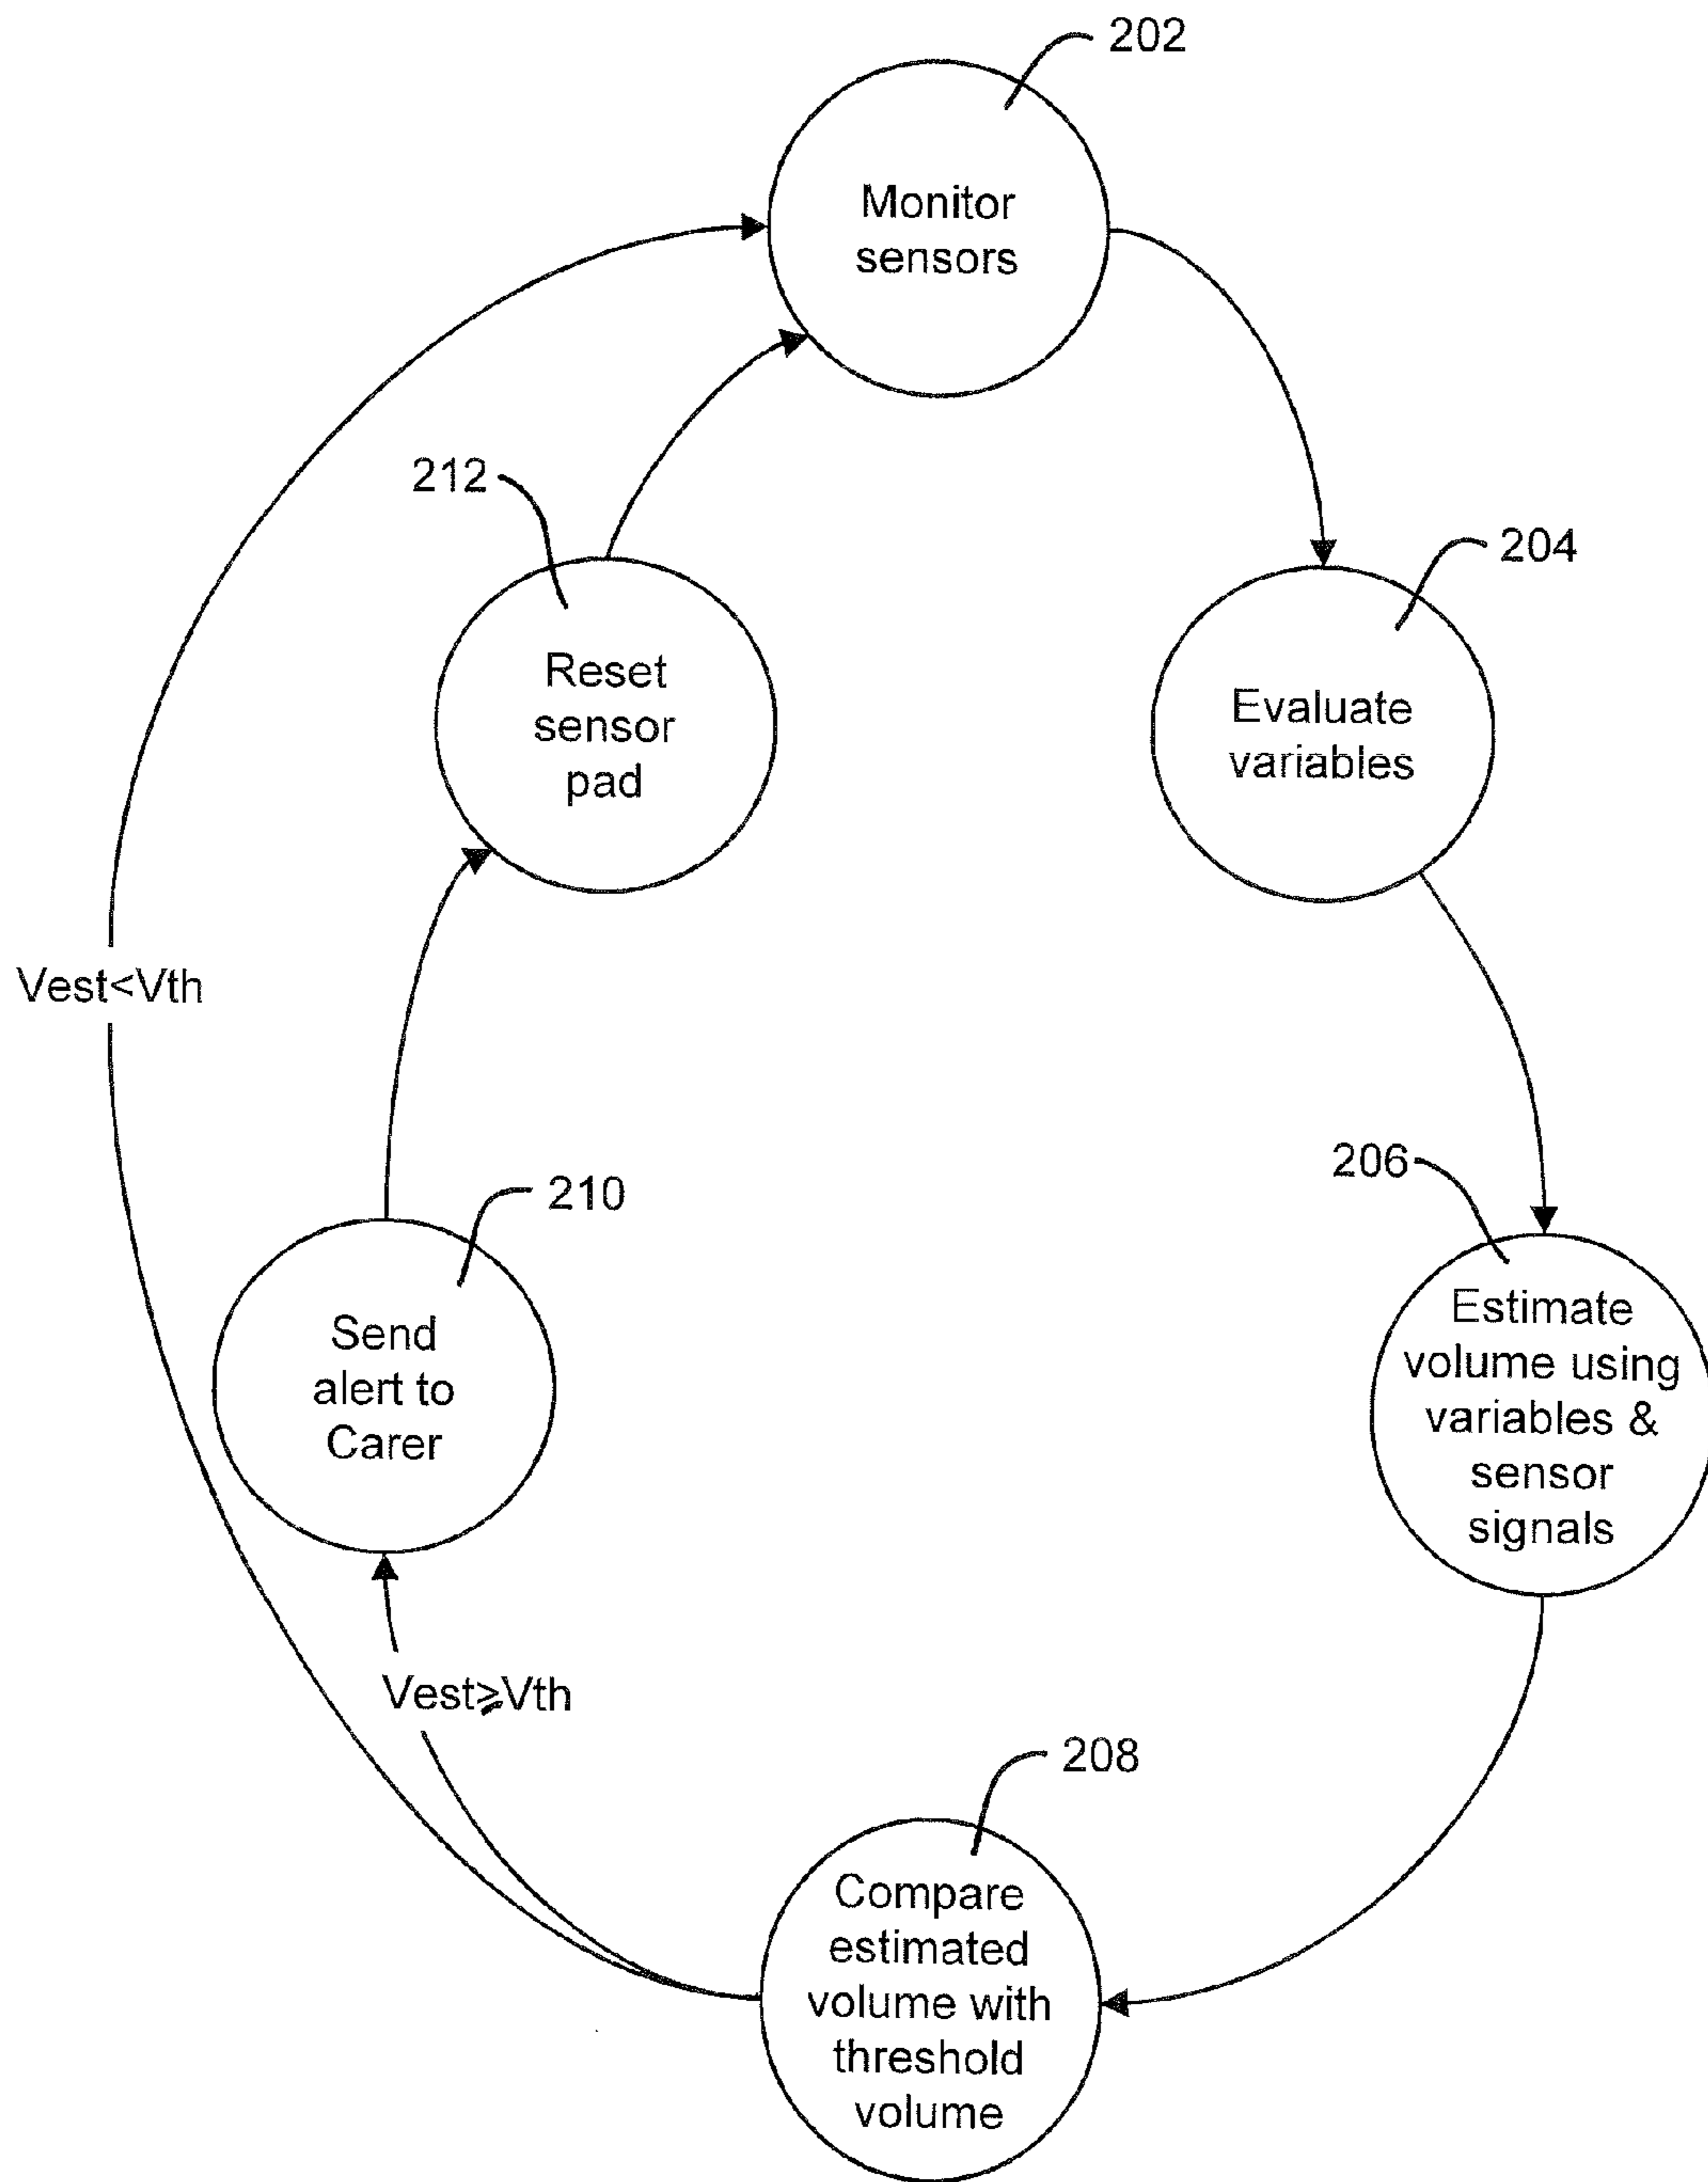 202
Monitor
sensors
212
204
Reset
sensor
pad
Evaluate
variables
Vest<Vth
206
210
Estimate
volume using
variables &
sensor
signals
Send
alert to
Carer
Vest≥Vth
208
Compare
estimated
volume with
threshold
volume